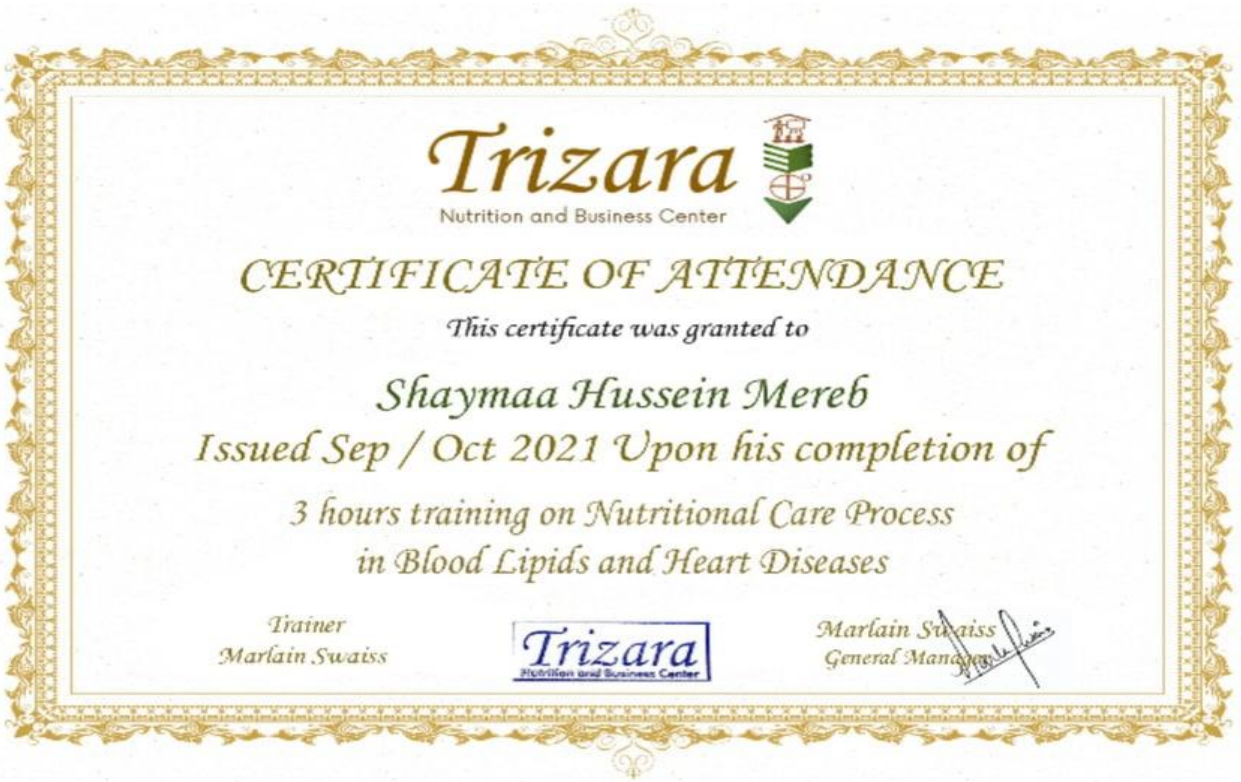 Trizara
Nutrition and Business Center
CERTIFICATE OF ATTENDANCE
This certificate was granted to
Shaymaa Hussein Mereb
Issued Sep / Oct 2021 Upon his completion of
3 hours training on Nutritional Care Process
in Blood Lipids and Heart Diseases
Trainer
Marlain Swaiss
Trizara
Nutrition and Business Center
Marlain Swaiss
General Manager